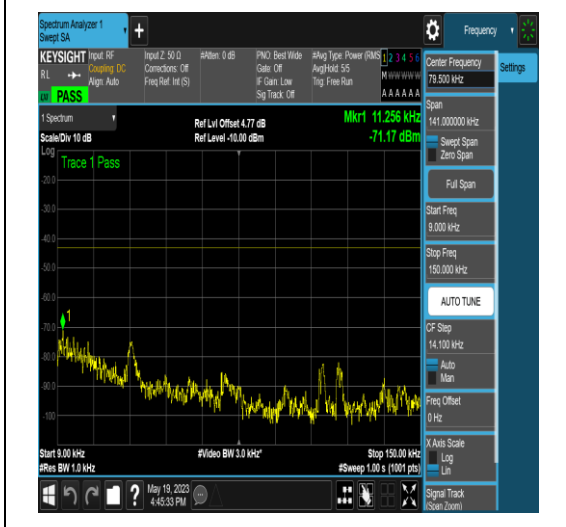 Spectrum Analyzer 1
Swept SA
+
Frequency
KEYSIGHT
Input: RF
Coupling: DC
Align: Auto
RL
PASS
Input Z: 50 Ω
Corrections: Off
Freq Ref: Int (S)
#Atten: 0 dB
PNO: Best Wide
Gate: Off
IF Gain: Low
Sig Track: Off
#Avg Type: Power (RMS)
Avg|Hold: 5/5
Trig: Free Run
1 2 3 4 5 6
M W W W W W
A A A A A A
Center Frequency
79.500 kHz
Settings
Span
141.000000 kHz
Swept Span
Zero Span
Full Span
Start Freq
9.000 kHz
Stop Freq
150.000 kHz
AUTO TUNE
CF Step
14.100 kHz
Auto
Man
Freq Offset
0 Hz
X Axis Scale
Log
Lin
Signal Track
(Span Zoom)
1 Spectrum
Scale/Div 10 dB
Ref Lvl Offset 4.77 dB
Ref Level -10.00 dBm
Mkr1 11.256 kHz
-71.17 dBm
Log
Trace 1 Pass
-20.0
-30.0
-40.0
-50.0
-60.0
-70.0
-80.0
-90.0
-100
1
Start 9.00 kHz
#Res BW 1.0 kHz
#Video BW 3.0 kHz*
Stop 150.00 kHz
#Sweep 1.00 s (1001 pts)
?
May 19, 2023
4:45:33 PM